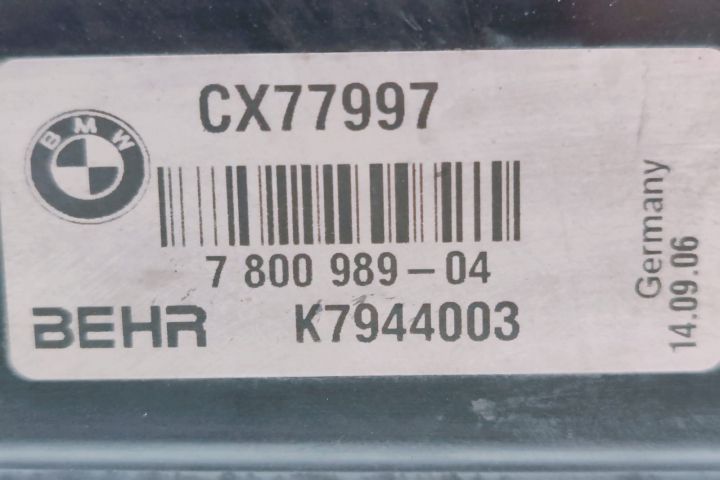 CX77997
BMW
7 800 989-04
BEHR K7944003
Germany
14.09.06